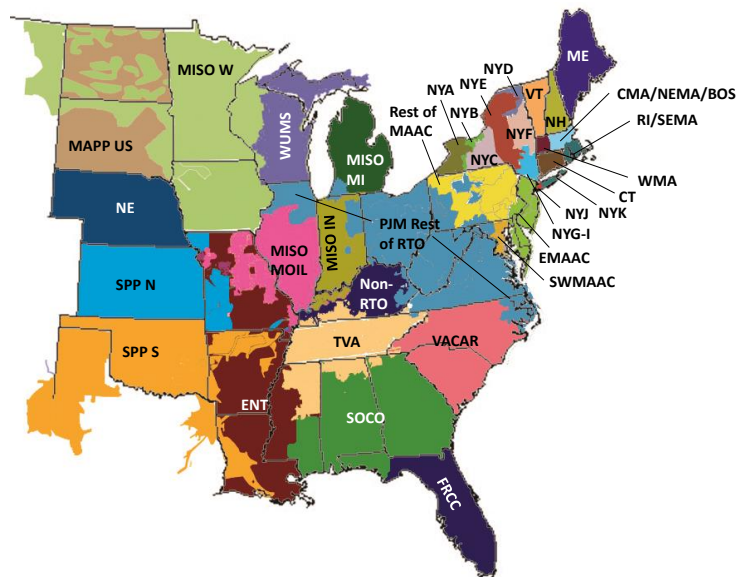 ME
NYD
NYE
MISO W
NYA
VT
CMA/NEMA/BOS
Rest of
MAAC
NYB
NH
RI/SEMA
WUMS
NYF
MAPP US
MISO
MI
NYC
WMA
CT
NE
PJM Rest
of RTO
NYJ
NYK
NYG-I
MISO
MOIL
MISO IN
EMAAC
SPP N
Non-
RTO
SWMAAC
SPP S
TVA
VACAR
ENT
SOCO
FRCC